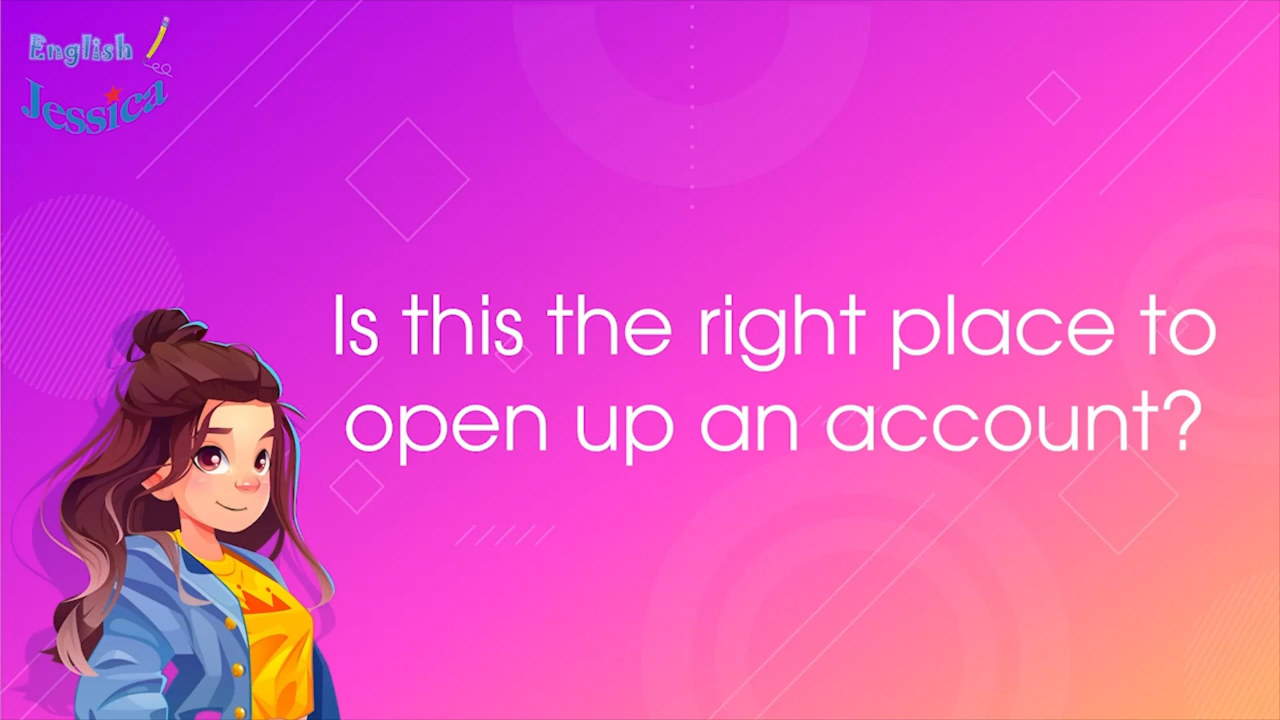 English
Jessica
Is this the right place to
open up an account?